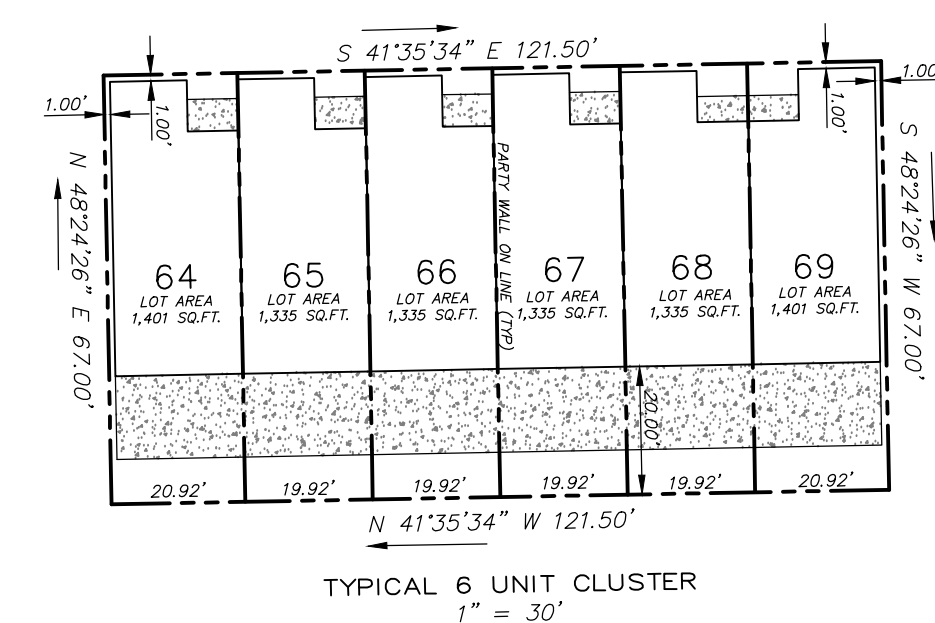 S 41°35'34" E 121.50'
1.00'
1.00'
1.00'
1.00'
N 48°24'26" E 67.00'
S 48°24'26" W 67.00'
PARTY WALL ON LINE (TYP)
64
LOT AREA
1,401 SQ.FT.
65
LOT AREA
1,335 SQ.FT.
66
LOT AREA
1,335 SQ.FT.
67
LOT AREA
1,335 SQ.FT.
68
LOT AREA
1,335 SQ.FT.
69
LOT AREA
1,401 SQ.FT.
20.00'
20.92'
19.92'
19.92'
19.92'
19.92'
20.92'
N 41°35'34" W 121.50'
TYPICAL 6 UNIT CLUSTER
1" = 30'